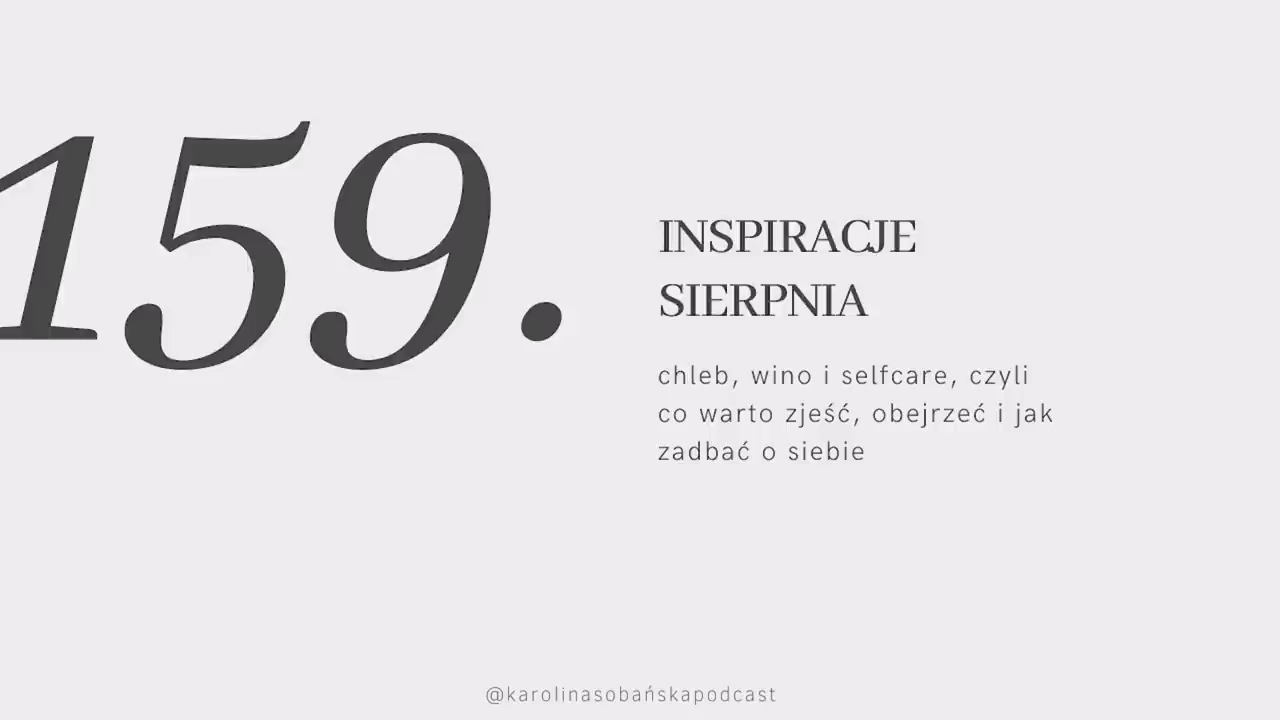 159.
INSPIRACJE
SIERPNIA
chleb, wino i selfcare, czyli
co warto zjeść, obejrzeć i jak
zadbać o siebie
@karolinasobańskapodcast